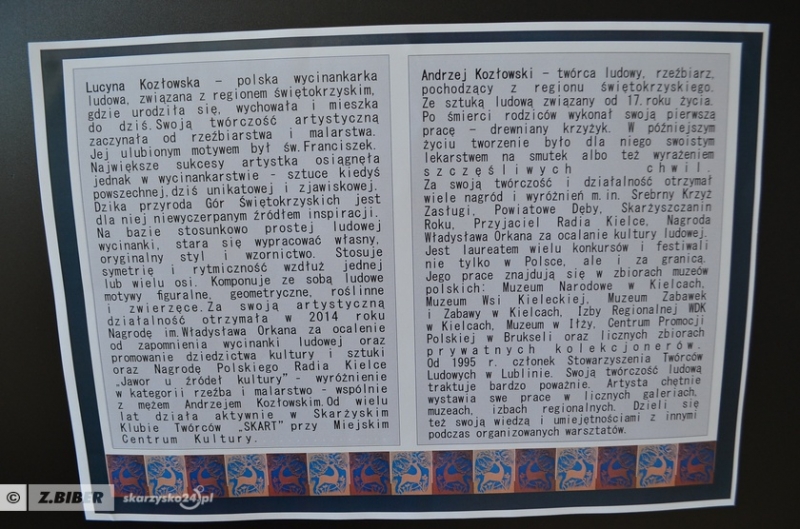 Lucyna Kozłowska – polska wycinankarka
ludowa, związana z regionem świętokrzyskim,
gdzie urodziła się, wychowała i mieszka
do dziś. Swoją twórczość artystyczną
zaczynała od rzeźbiarstwa i malarstwa.
Jej ulubionym motywem był św. Franciszek.
Największe sukcesy artystka osiągnęła
jednak w wycinankarstwie - sztuce kiedyś
powszechnej, dziś unikatowej i zjawiskowej.
Dzika przyroda Gór Świętokrzyskich jest
dla niej niewyczerpanym źródłem inspiracji.
Na bazie stosunkowo prostej ludowej
wycinanki, stara się wypracować własny,
oryginalny styl i wzornictwo. Stosuje
symetrię i rytmiczność wzdłuż jednej
lub wielu osi. Komponuje ze sobą ludowe
motywy figuralne, geometryczne, roślinne
i zwierzęce. Za swoją artystyczną
działalność otrzymała w 2014 roku
Nagrodę im. Władysława Orkana za ocalenie
od zapomnienia wycinanki ludowej oraz
promowanie dziedzictwa kultury i sztuki
oraz Nagrodę Polskiego Radia Kielce
„Jawor u źródeł kultury” - wyróżnienie
w kategorii rzeźba i malarstwo - wspólnie
z mężem Andrzejem Kozłowskim. Od wielu
lat działa aktywnie w Skarżyskim
Klubie Twórców „SKART” przy Miejskim
Centrum Kultury.
Andrzej Kozłowski – twórca ludowy, rzeźbiarz,
pochodzący z regionu świętokrzyskiego.
Ze sztuką ludową związany od 17. roku życia.
Po śmierci rodziców wykonał swoją pierwszą
pracę – drewniany krzyżyk. W późniejszym
życiu tworzenie było dla niego swoistym
lekarstwem na smutek albo też wyrażeniem
szczęśliwych chwil.
Za swoją twórczość i działalność otrzymał
wiele nagród i wyróżnień m.in. Srebrny Krzyż
Zasługi, Powiatowe Dęby, Skarżyszczanin
Roku, Przyjaciel Radia Kielce, Nagroda
Władysława Orkana za ocalanie kultury ludowej.
Jest laureatem wielu konkursów i festiwali
nie tylko w Polsce, ale i za granicą.
Jego prace znajdują się w zbiorach muzeów
polskich: Muzeum Narodowe w Kielcach,
Muzeum Wsi Kieleckiej, Muzeum Zabawek
i Zabawy w Kielcach, Izby Regionalnej WDK
w Kielcach, Muzeum w Iłży, Centrum Promocji
Polskiej w Brukseli oraz licznych zbiorach
prywatnych kolekcjonerów.
Od 1995 r. członek Stowarzyszenia Twórców
Ludowych w Lublinie. Swoją twórczość ludową
traktuje bardzo poważnie. Artysta chętnie
wystawia swe prace w licznych galeriach,
muzeach, izbach regionalnych. Dzieli się
też swoją wiedzą i umiejętnościami z innymi
podczas organizowanych warsztatów.
© Z.BIBER skarzysko24.pl